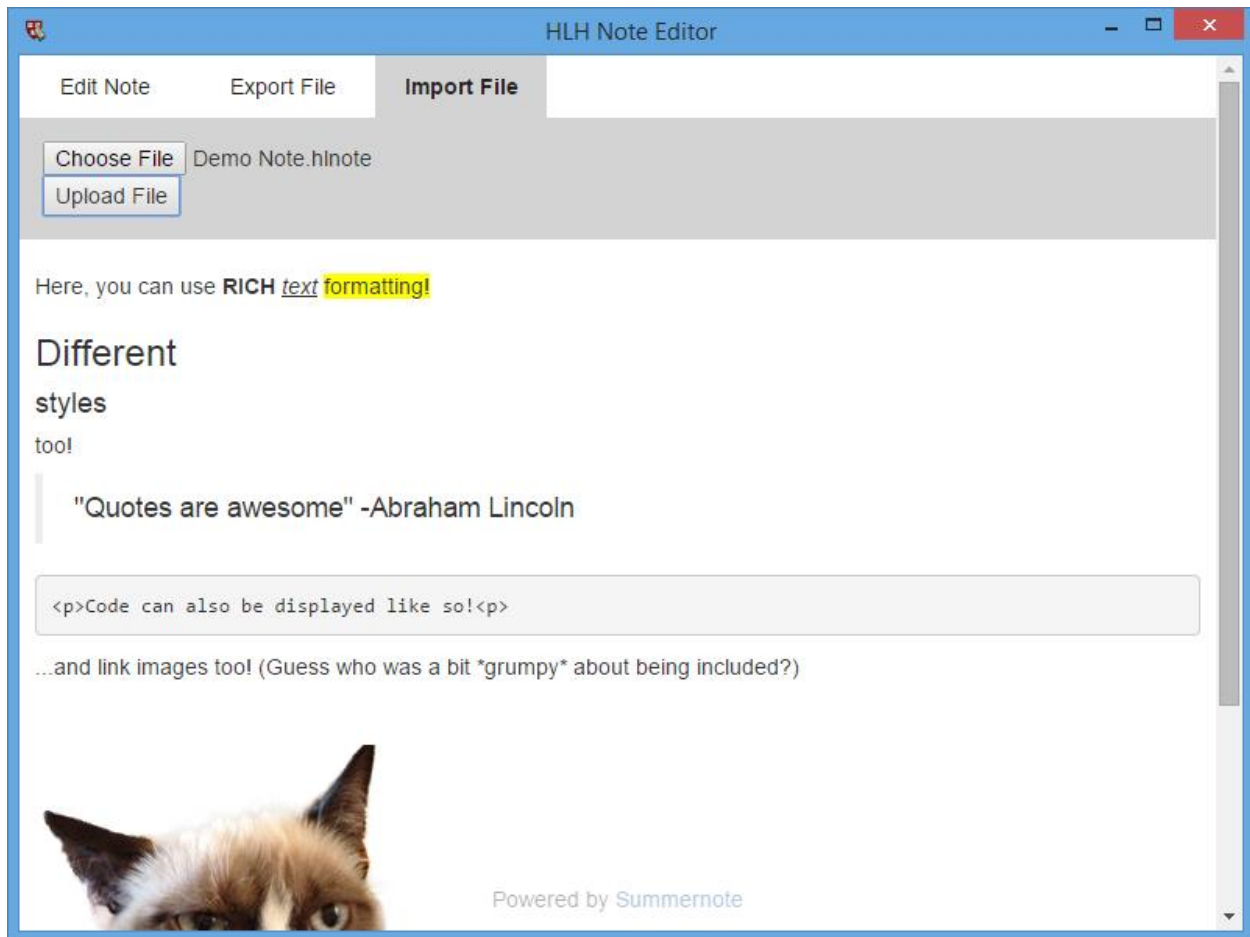 HLH Note Editor
Edit Note Export File Import File
Choose File Demo Note.hlnote
Upload File
Here, you can use RICH text formatting!
Different
styles
too!
"Quotes are awesome" -Abraham Lincoln
<p>Code can also be displayed like so!<p>
...and link images too! (Guess who was a bit *grumpy* about being included?)
Powered by Summernote